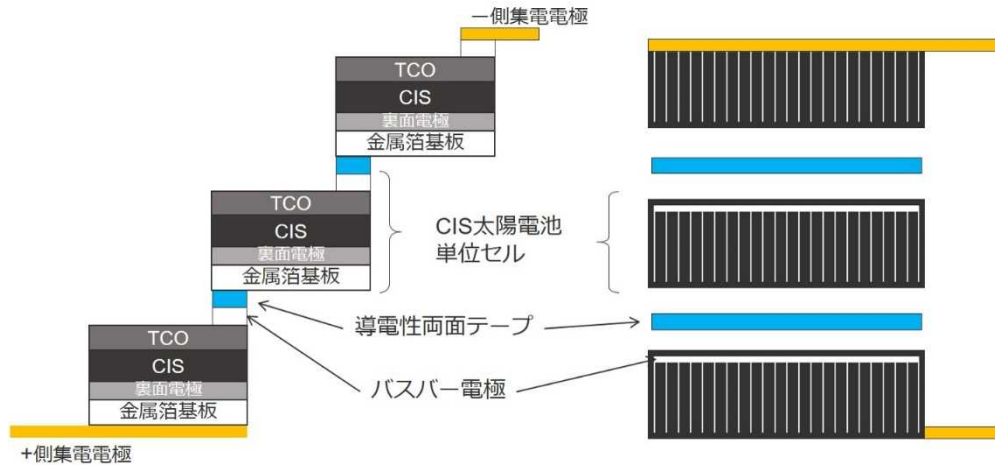 −側集電電極
TCO
CIS
裏面電極
金属箔基板
TCO
CIS
裏面電極
金属箔基板
CIS太陽電池
単位セル
導電性両面テープ
TCO
CIS
裏面電極
金属箔基板
バスバー電極
+側集電電極